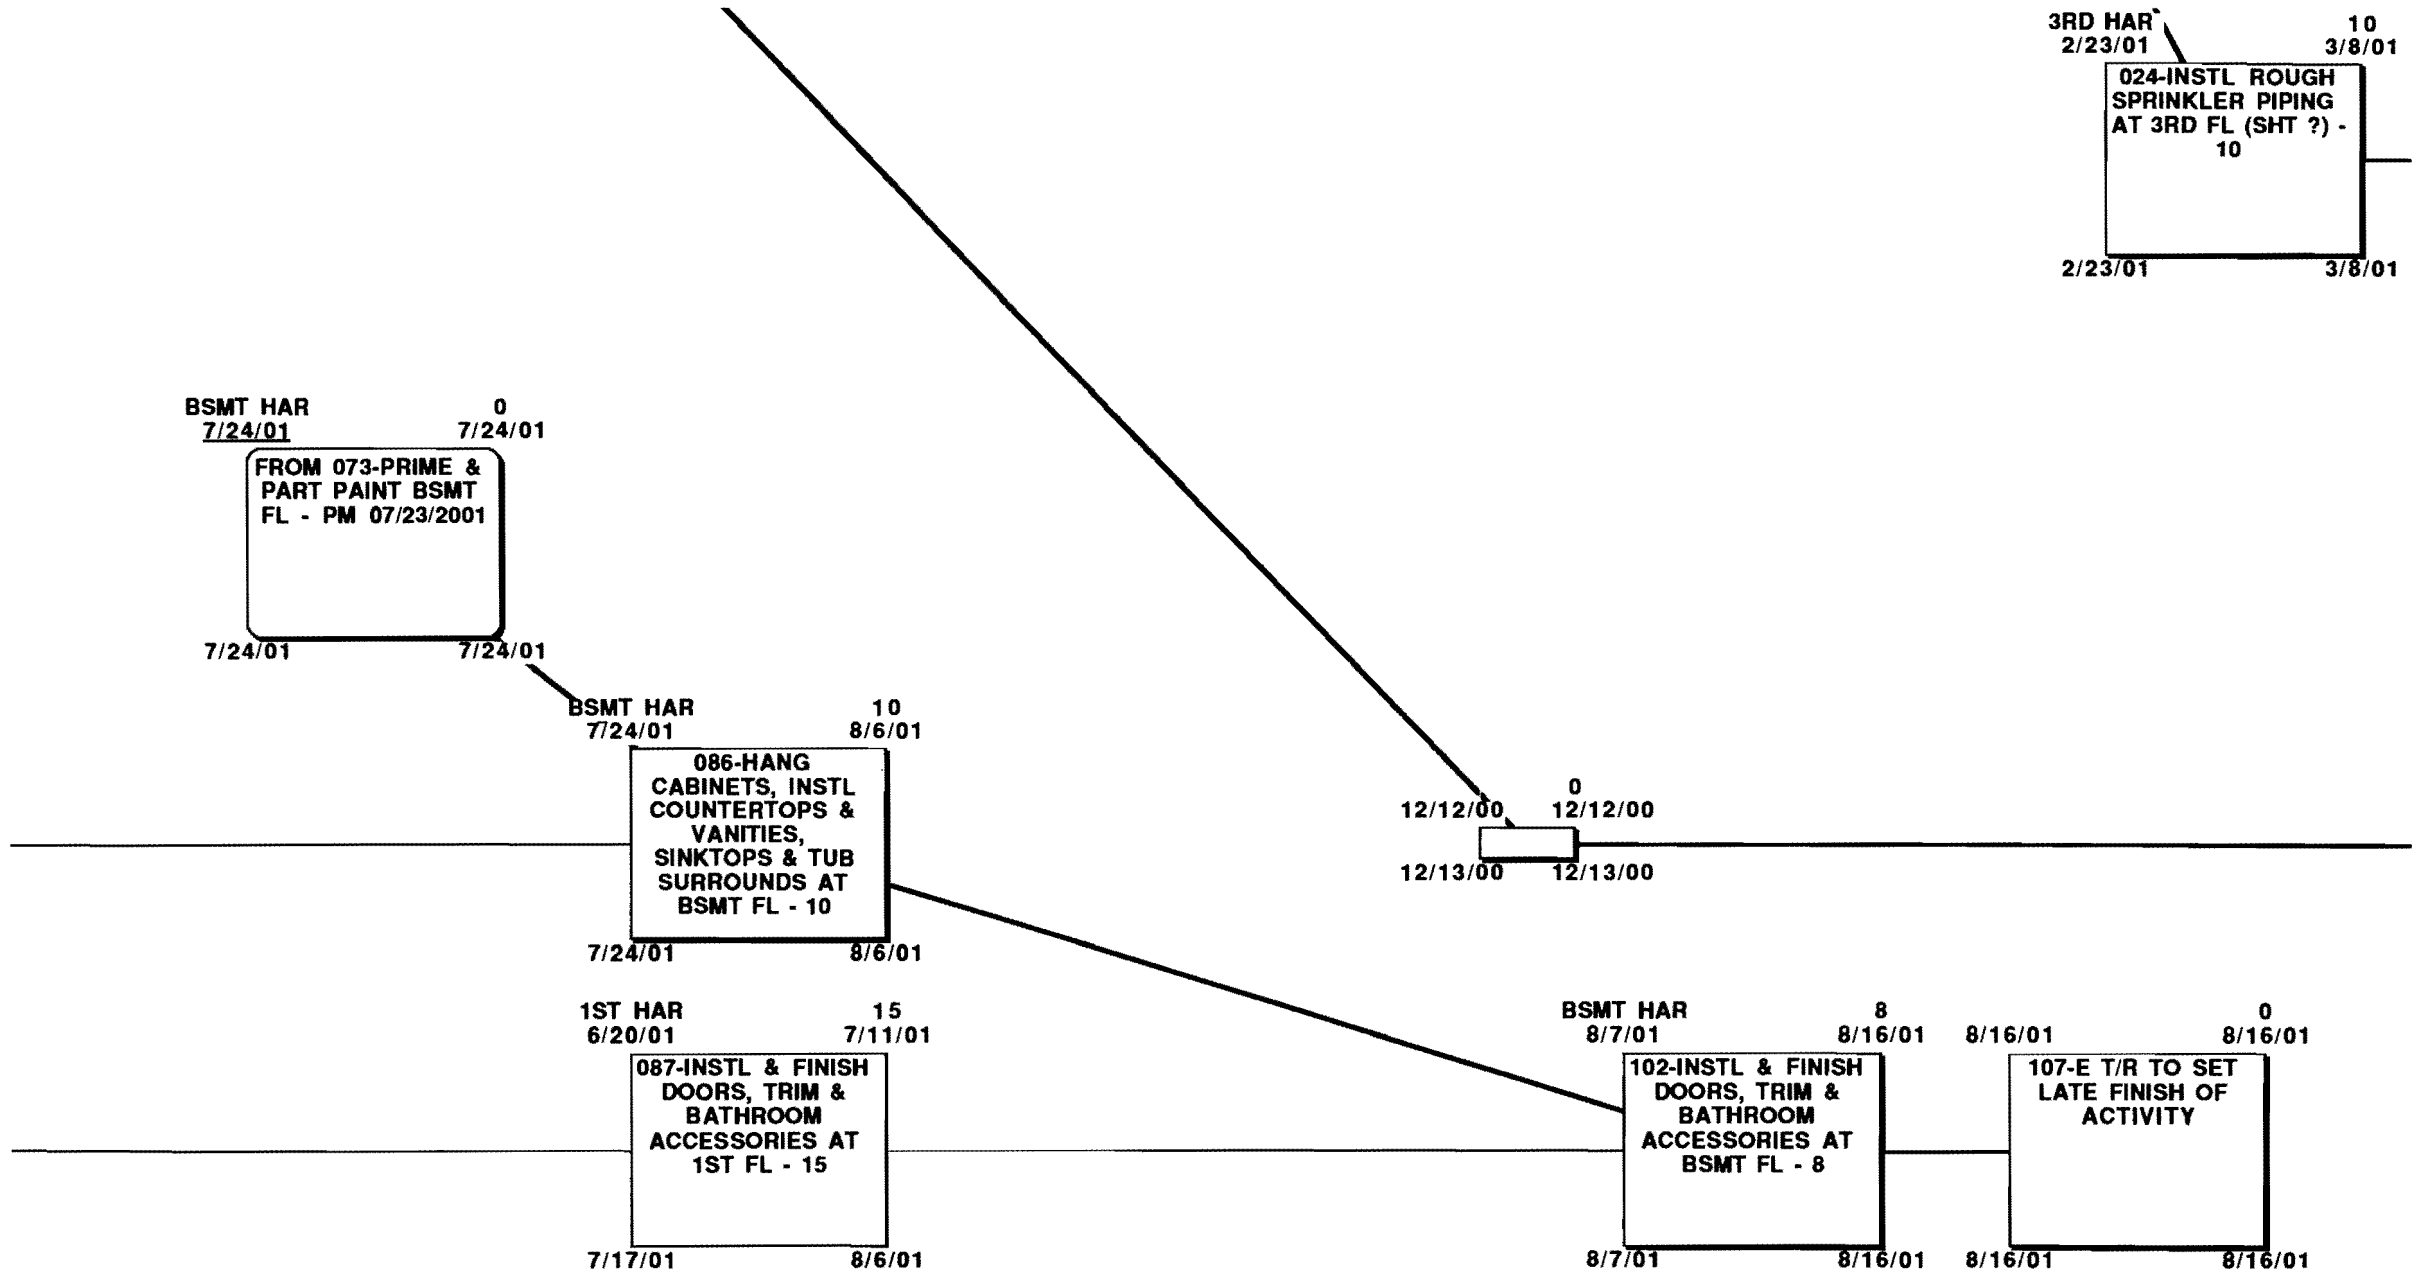 3RD HAR 10
2/23/01 3/8/01
024-INSTL ROUGH
SPRINKLER PIPING
AT 3RD FL (SHT ?) -
10
2/23/01 3/8/01
BSMT HAR 0
7/24/01 7/24/01
FROM 073-PRIME &
PART PAINT BSMT
FL - PM 07/23/2001
7/24/01 7/24/01
BSMT HAR 10
7/24/01 8/6/01
086-HANG
CABINETS, INSTL
COUNTERTOPS &
VANITIES,
SINKTOPS & TUB
SURROUNDS AT
BSMT FL - 10
7/24/01 8/6/01
0
12/12/00 12/12/00
12/13/00 12/13/00
1ST HAR 15
6/20/01 7/11/01
087-INSTL & FINISH
DOORS, TRIM &
BATHROOM
ACCESSORIES AT
1ST FL - 15
7/17/01 8/6/01
BSMT HAR 8
8/7/01 8/16/01
102-INSTL & FINISH
DOORS, TRIM &
BATHROOM
ACCESSORIES AT
BSMT FL - 8
8/7/01 8/16/01
0
8/16/01 8/16/01
107-E T/R TO SET
LATE FINISH OF
ACTIVITY
8/16/01 8/16/01